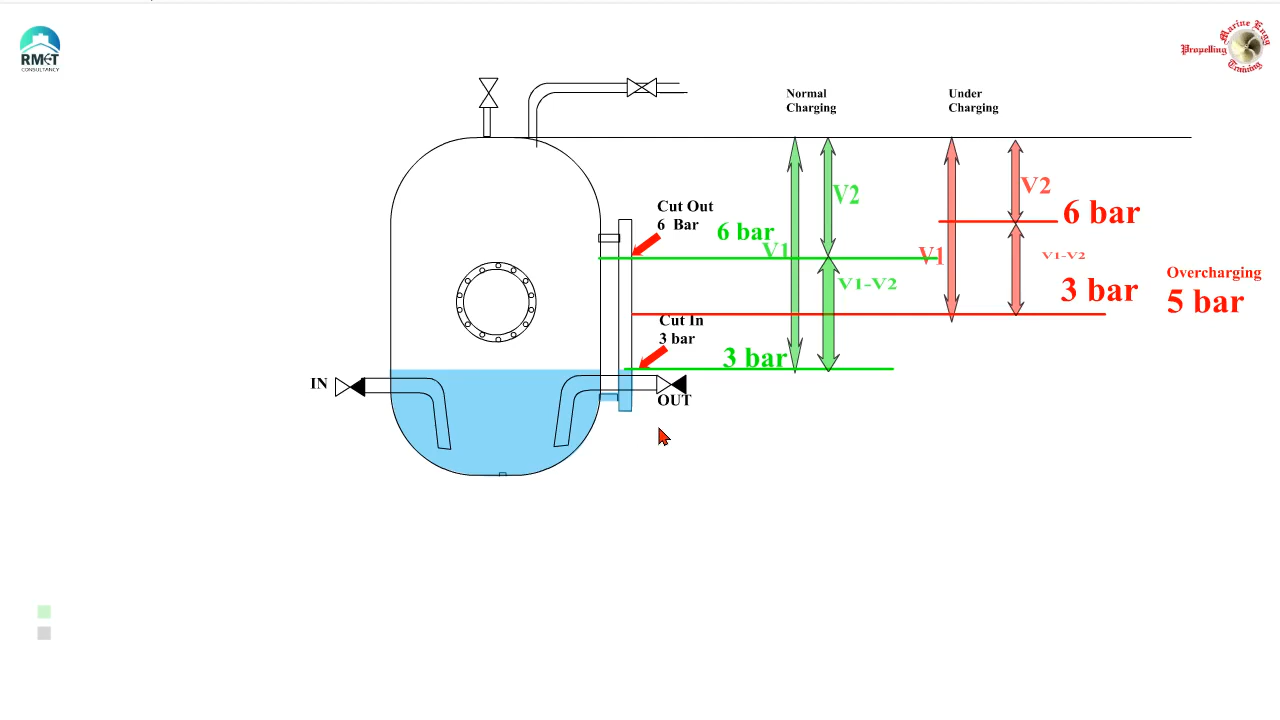 RMET
CONSULTANCY
Marine Engg
Propelling
Training
Normal
Charging
Under
Charging
Cut Out
6 Bar
6 bar
V1
V2
V1-V2
V2
6 bar
V1
V1-V2
3 bar
Overcharging
5 bar
Cut In
3 bar
3 bar
IN
OUT